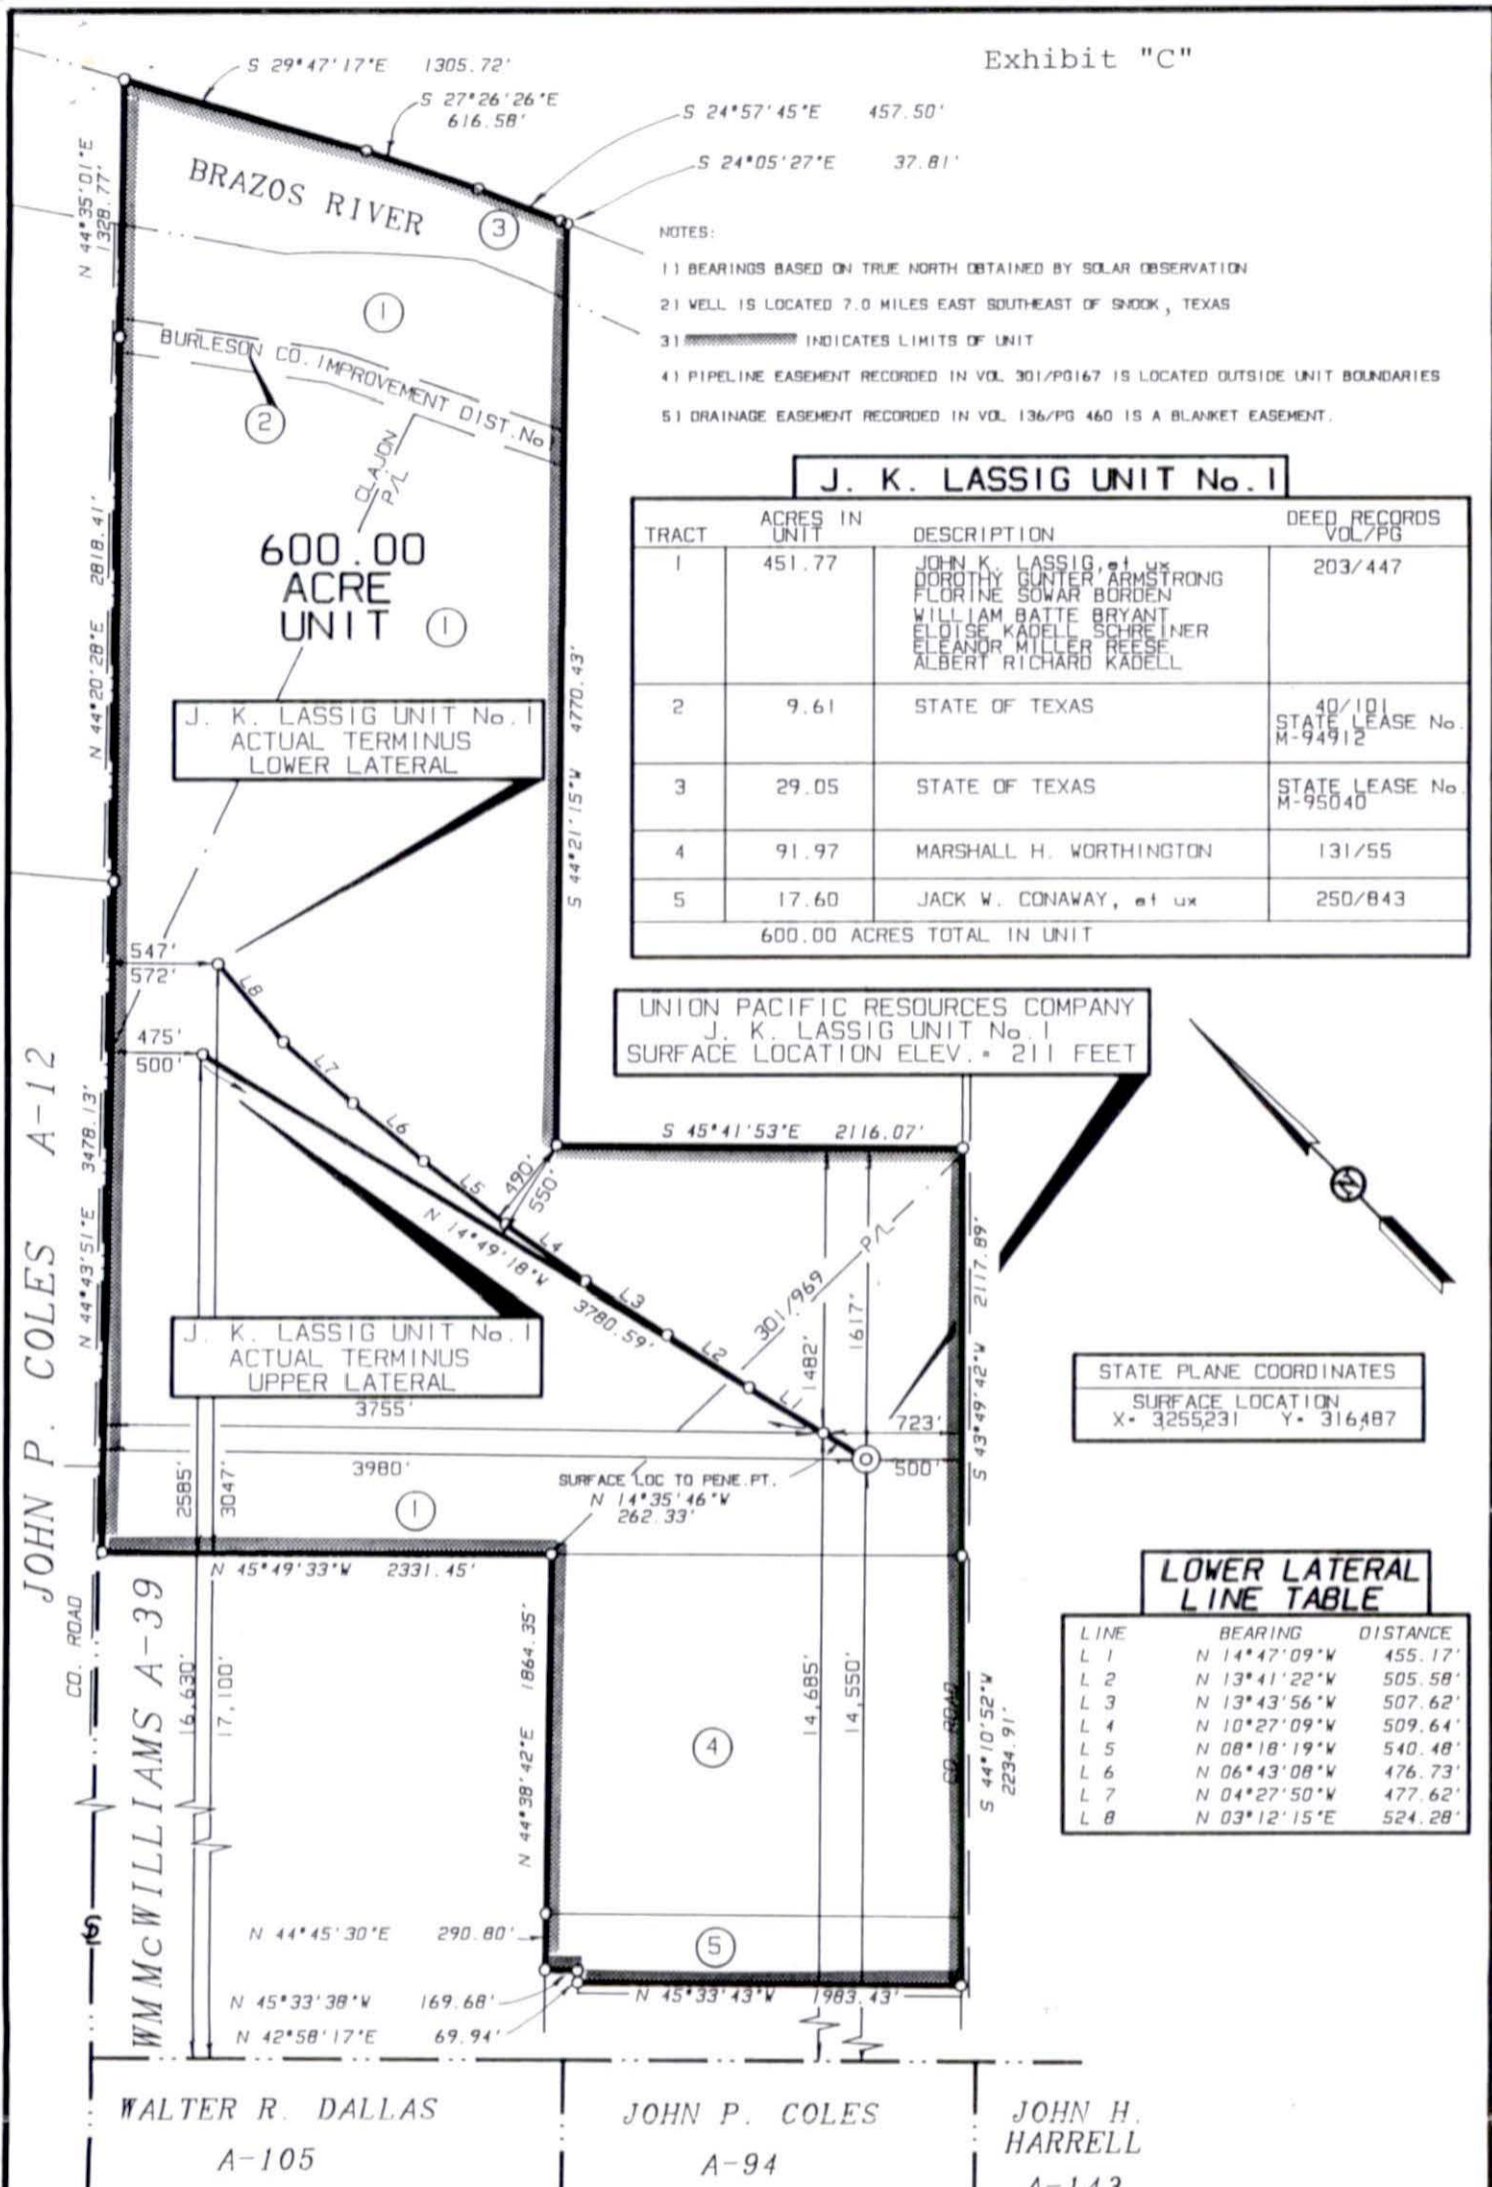 Exhibit "C"
S 29°47'17"E 1305.72'
S 27°26'26"E
616.58'
S 24°57'45"E 457.50'
S 24°05'27"E 37.81'
N 44°35'01"E
1328.77'
BRAZOS RIVER
3
1
BURLESON CO. IMPROVEMENT DIST. No 1
2
CLAJON
P/L
600.00
ACRE
UNIT
1
N 44°20'28"E 2818.41'
S 44°21'15"W 4770.43'
NOTES:
1) BEARINGS BASED ON TRUE NORTH OBTAINED BY SOLAR OBSERVATION
2) WELL IS LOCATED 7.0 MILES EAST SOUTHEAST OF SNOOK, TEXAS
3) INDICATES LIMITS OF UNIT
4) PIPELINE EASEMENT RECORDED IN VOL 301/PG167 IS LOCATED OUTSIDE UNIT BOUNDARIES
5) DRAINAGE EASEMENT RECORDED IN VOL 136/PG 460 IS A BLANKET EASEMENT.
J. K. LASSIG UNIT No. 1
TRACT ACRES IN UNIT DESCRIPTION DEED RECORDS VOL/PG
1 451.77 JOHN K. LASSIG, et ux 203/447
DOROTHY GUNTER ARMSTRONG
FLORINE SOWAR BORDEN
WILLIAM BATTE BRYANT
ELOISE KADELL SCHREINER
ELEANOR MILLER REESE
ALBERT RICHARD KADELL
2 9.61 STATE OF TEXAS 40/101
STATE LEASE No.
M-94912
3 29.05 STATE OF TEXAS STATE LEASE No.
M-95040
4 91.97 MARSHALL H. WORTHINGTON 131/55
5 17.60 JACK W. CONAWAY, et ux 250/843
600.00 ACRES TOTAL IN UNIT
J. K. LASSIG UNIT No. 1
ACTUAL TERMINUS
LOWER LATERAL
547'
572'
475'
500'
L8
L7
L6
L5
L4
L3
L2
L1
490'
550'
N 14°49'18"W 3780.59'
UNION PACIFIC RESOURCES COMPANY
J. K. LASSIG UNIT No. 1
SURFACE LOCATION ELEV. = 211 FEET
S 45°41'53"E 2116.07'
301/969 P/L
1482'
1617'
S 43°49'42"W 2117.89'
JOHN P. COLES A-12
N 44°43'51"E 3478.13'
J. K. LASSIG UNIT No. 1
ACTUAL TERMINUS
UPPER LATERAL
3755'
723'
3980'
500'
2585'
3047'
1
SURFACE LOC TO PENE. PT.
N 14°35'46"W
262.33'
N 45°49'33"W 2331.45'
STATE PLANE COORDINATES
SURFACE LOCATION
X= 3,255,231 Y= 316,487
LOWER LATERAL
LINE TABLE
LINE BEARING DISTANCE
L 1 N 14°47'09"W 455.17'
L 2 N 13°41'22"W 505.58'
L 3 N 13°43'56"W 507.62'
L 4 N 10°27'09"W 509.64'
L 5 N 08°18'19"W 540.48'
L 6 N 06°43'08"W 476.73'
L 7 N 04°27'50"W 477.62'
L 8 N 03°12'15"E 524.28'
CO. ROAD
WM McWILLIAMS A-39
16,630'
17,100'
N 44°38'42"E 1864.35'
14,685'
14,550'
4
CO. ROAD
S 44°10'52"W
2234.91'
N 44°45'30"E 290.80'
5
N 45°33'38"W 169.68'
N 45°33'43"W 1983.43'
N 42°58'17"E 69.94'
WALTER R. DALLAS
A-105
JOHN P. COLES
A-94
JOHN H.
HARRELL
A-143